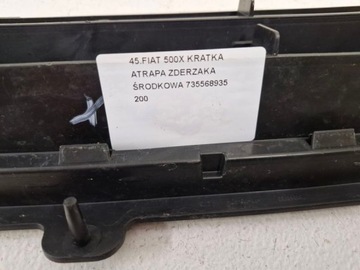 45.FIAT 500X KRATKA
ATRAPA ZDERZAKA
ŚRODKOWA 735568935
200